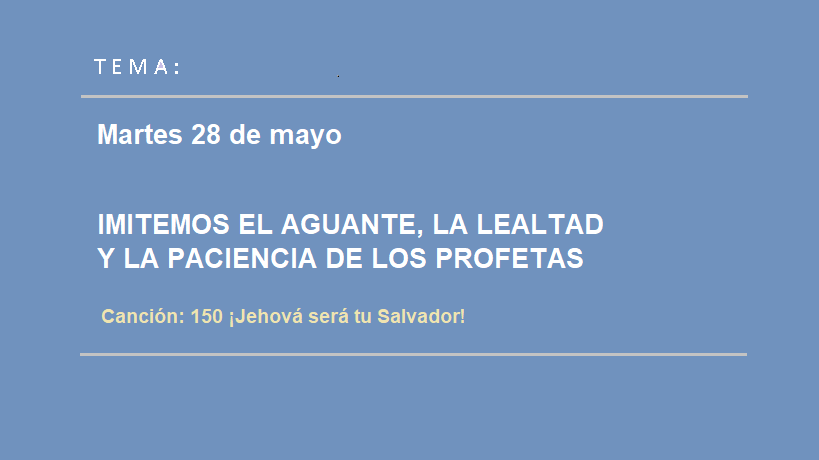 TEMA:
Martes 28 de mayo
IMITEMOS EL AGUANTE, LA LEALTAD
Y LA PACIENCIA DE LOS PROFETAS
Canción: 150 ¡Jehová será tu Salvador!